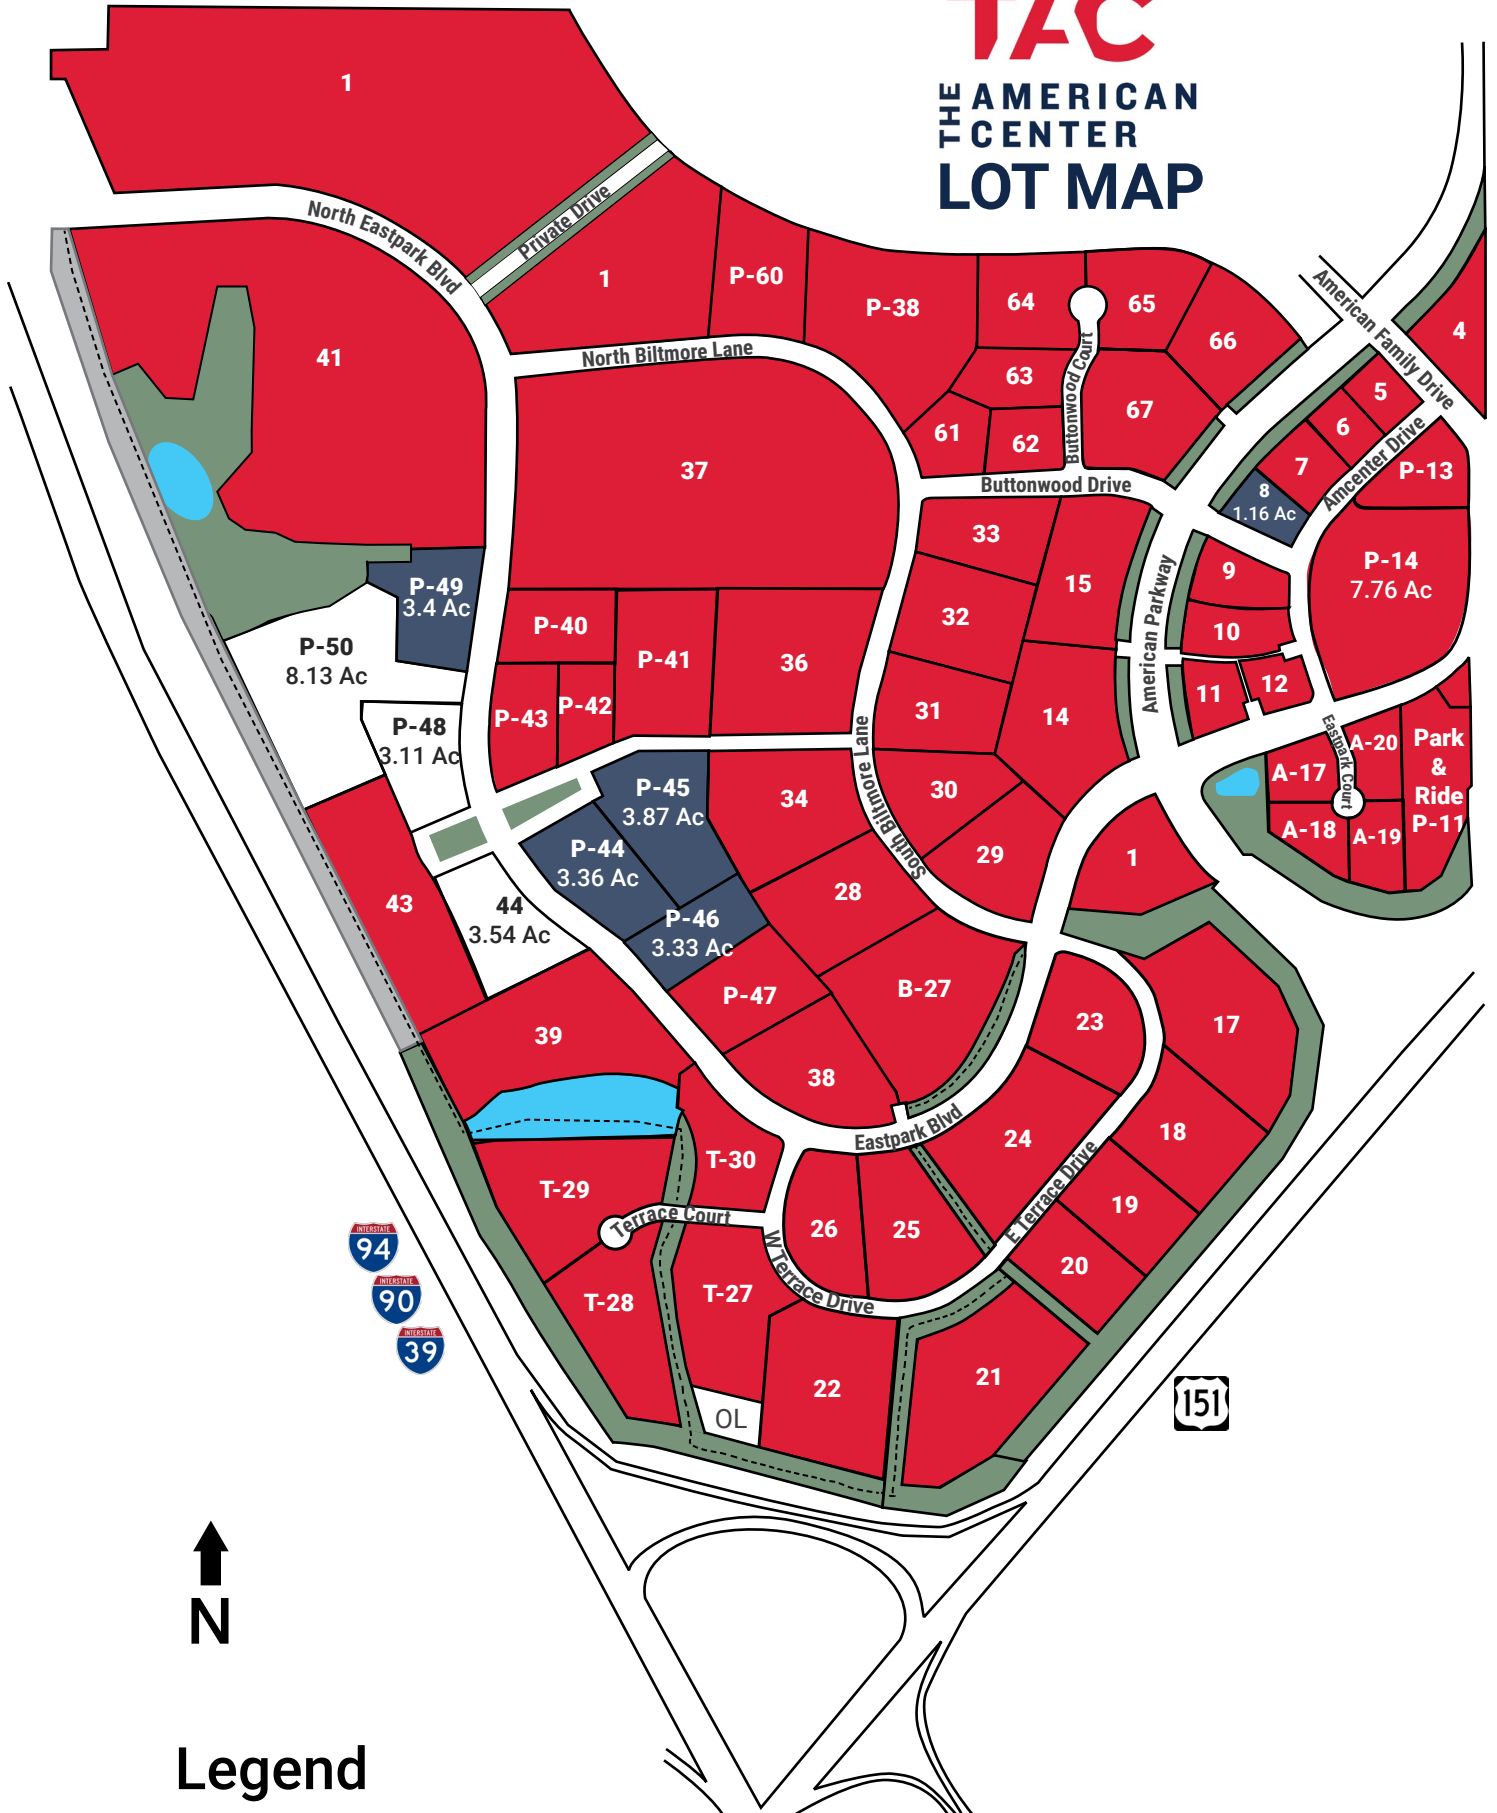 TAC
THE AMERICAN
CENTER
LOT MAP
1
Private Drive
North Eastpark Blvd
1
P-60
P-38
64
65
66
American Family Drive
4
41
North Biltmore Lane
63
Buttonwood Court
67
5
6
61
62
7
Amcenter Drive
P-13
37
Buttonwood Drive
8
1.16 Ac
33
15
American Parkway
9
P-14
7.76 Ac
P-49
3.4 Ac
P-40
32
10
P-50
8.13 Ac
P-41
36
11
12
P-48
3.11 Ac
P-43
P-42
31
14
Eastpark Court
A-20
Park
&
Ride
P-11
A-17
A-18
A-19
P-45
3.87 Ac
34
South Biltmore Lane
30
29
1
P-44
3.36 Ac
28
43
44
3.54 Ac
P-46
3.33 Ac
P-47
B-27
23
17
39
38
Eastpark Blvd
24
18
T-30
T-29
Terrace Court
26
25
E Terrace Drive
19
W Terrace Drive
20
T-28
T-27
22
21
OL
INTERSTATE
94
INTERSTATE
90
INTERSTATE
39
151
N
Legend